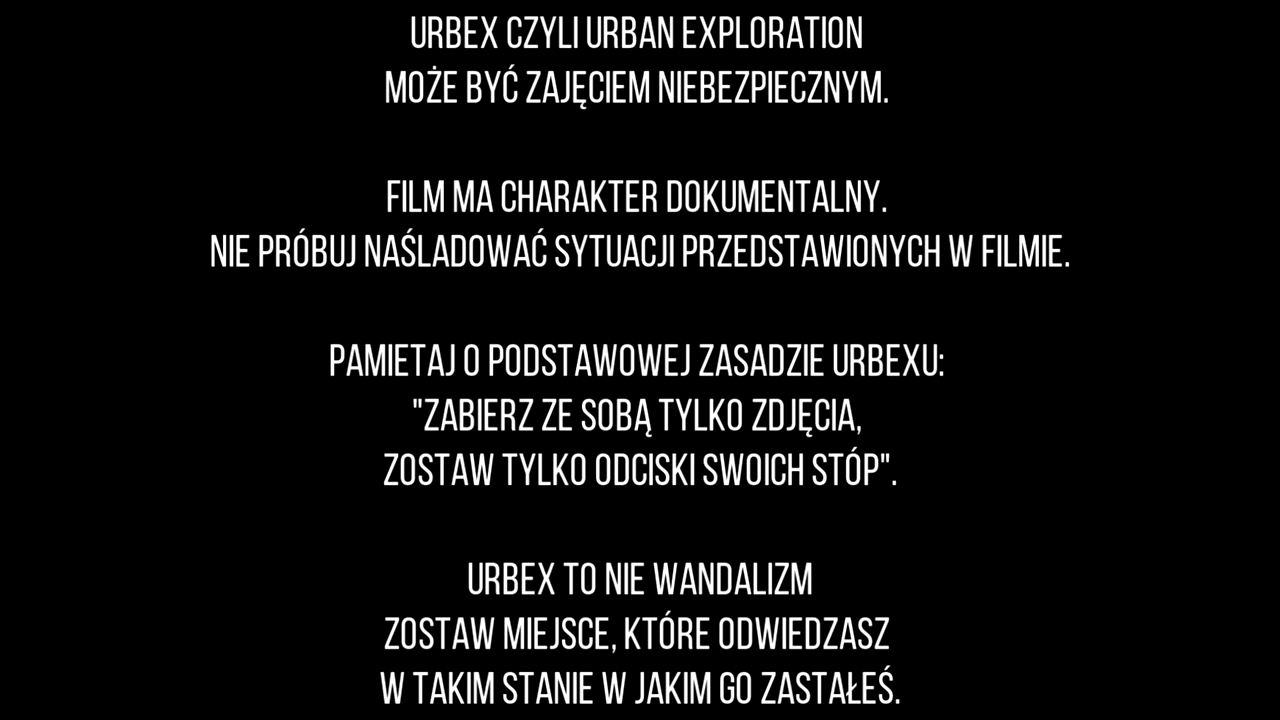 URBEX CZYLI URBAN EXPLORATION
MOŻE BYĆ ZAJĘCIEM NIEBEZPIECZNYM.
FILM MA CHARAKTER DOKUMENTALNY.
NIE PRÓBUJ NAŚLADOWAĆ SYTUACJI PRZEDSTAWIONYCH W FILMIE.
PAMIETAJ O PODSTAWOWEJ ZASADZIE URBEXU:
"ZABIERZ ZE SOBĄ TYLKO ZDJĘCIA,
ZOSTAW TYLKO ODCISKI SWOICH STÓP".
URBEX TO NIE WANDALIZM
ZOSTAW MIEJSCE, KTÓRE ODWIEDZASZ
W TAKIM STANIE W JAKIM GO ZASTAŁEŚ.